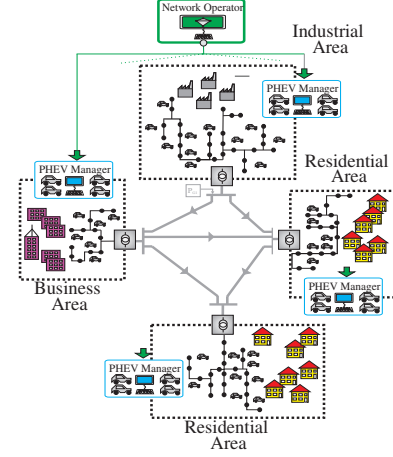 Network Operator
Industrial
Area
PHEV Manager
PHEV Manager
Residential
Area
Business
Area
PHEV Manager
PHEV Manager
Residential
Area